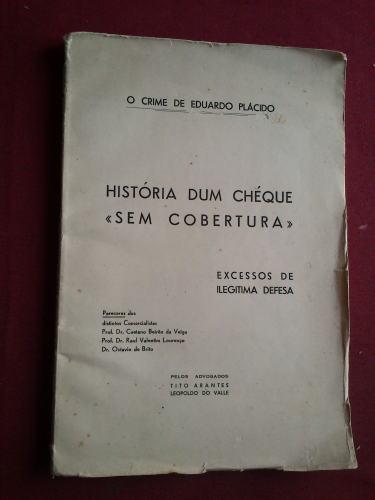 O CRIME DE EDUARDO PLÁCIDO
HISTÓRIA DUM CHÉQUE
«SEM COBERTURA»
EXCESSOS DE
ILEGITIMA DEFESA
Pareceres dos
distintos Comercialistas
Prof. Dr. Caetano Beirão da Veiga
Prof. Dr. Raul Valentim Lourenço
Dr. Octavio de Brito
PELOS ADVOGADOS
TITO ARANTES
LEOPOLDO DO VALLE